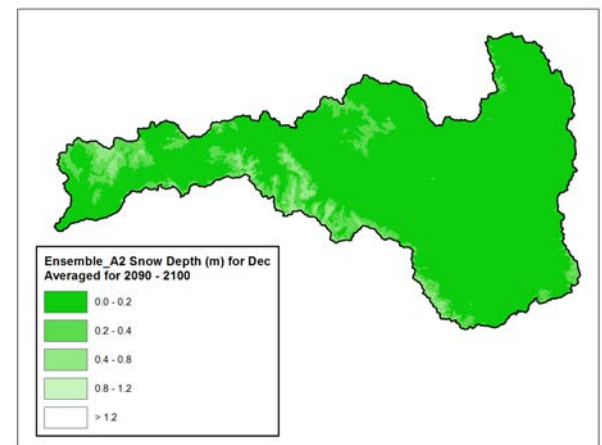 Ensemble_A2 Snow Depth (m) for Dec
Averaged for 2090 - 2100
0.0 - 0.2
0.2 - 0.4
0.4 - 0.8
0.8 - 1.2
> 1.2